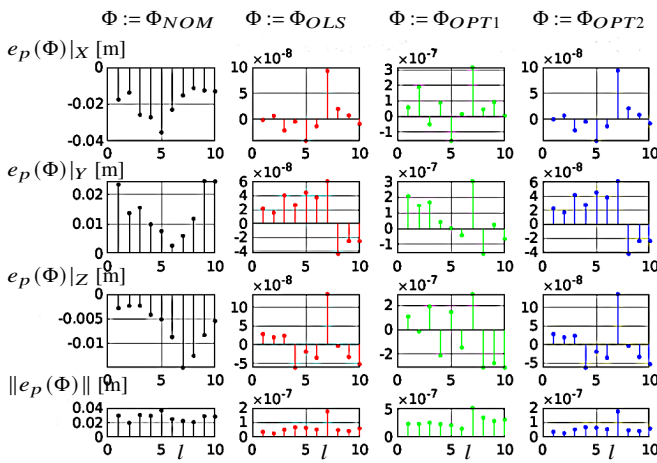 Φ := Φ_NOM Φ := Φ_OLS Φ := Φ_OPT1 Φ := Φ_OPT2
e_p(Φ)|_X [m] ×10^-8 ×10^-7 ×10^-8
0 10 3 10
-0.02 5 2 5
1
0 0 0
-0.04 -1
0 5 10 0 5 10 0 5 10 0 5 10
e_p(Φ)|_Y [m] ×10^-8 ×10^-7 ×10^-8
0.02 6 3 6
4 2 4
0.01 2 1 2
0 0 0
-2 -2
0 -4 -1 -4
0 5 10 0 5 10 0 5 10 0 5 10
e_p(Φ)|_Z [m] ×10^-8 ×10^-7 ×10^-8
0 10 2 10
-0.005 5 5
0 0 0
-0.01 -5 -2 -5
0 5 10 0 5 10 0 5 10 0 5 10
||e_p(Φ)|| [m] ×10^-7 ×10^-7 ×10^-7
0.04 2 5 2
0.02 1 1
0 0 0 0
0 5 10 0 5 10 0 5 10 0 5 10
l l l l